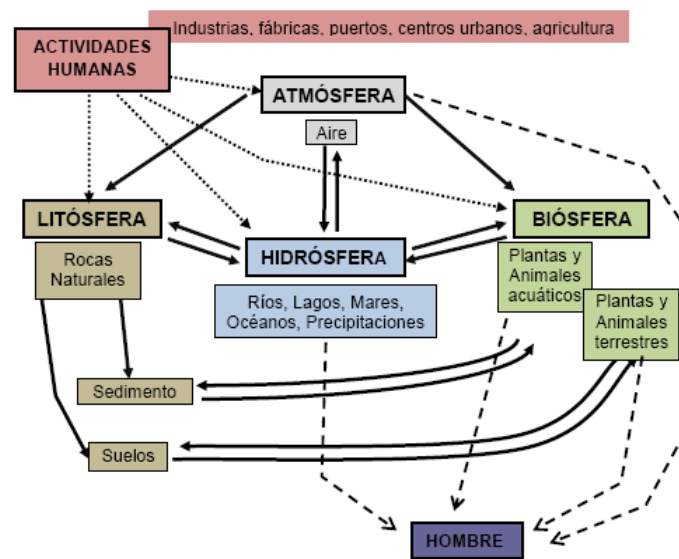 Industrias, fábricas, puertos, centros urbanos, agricultura
ACTIVIDADES
HUMANAS
ATMÓSFERA
Aire
LITÓSFERA
Rocas
Naturales
HIDRÓSFERA
Ríos, Lagos, Mares,
Océanos, Precipitaciones
BIÓSFERA
Plantas y
Animales
acuáticos
Plantas y
Animales
terrestres
Sedimento
Suelos
HOMBRE